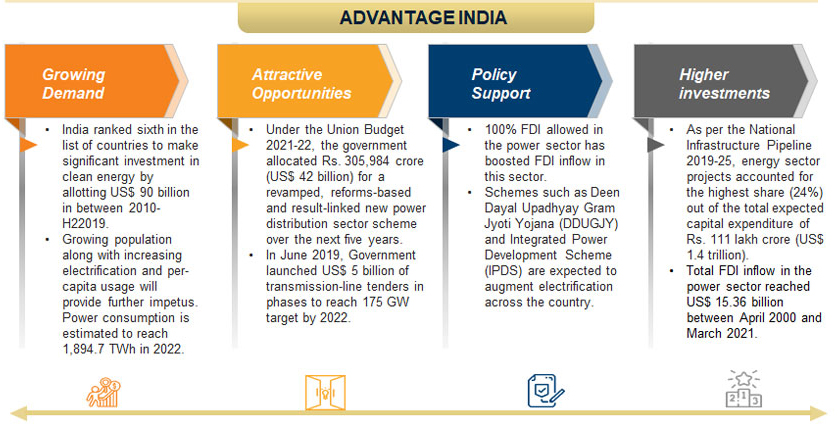 ADVANTAGE INDIA
Growing
Demand
• India ranked sixth in the
list of countries to make
significant investment in
clean energy by
allotting US$ 90 billion
in between 2010-
H22019.
• Growing population
along with increasing
electrification and per-
capita usage will
provide further impetus.
Power consumption is
estimated to reach
1,894.7 TWh in 2022.
Attractive
Opportunities
• Under the Union Budget
2021-22, the government
allocated Rs. 305,984 crore
(US$ 42 billion) for a
revamped, reforms-based
and result-linked new power
distribution sector scheme
over the next five years.
• In June 2019, Government
launched US$ 5 billion of
transmission-line tenders in
phases to reach 175 GW
target by 2022.
Policy
Support
• 100% FDI allowed in
the power sector has
boosted FDI inflow in
this sector.
• Schemes such as Deen
Dayal Upadhyay Gram
Jyoti Yojana (DDUGJY)
and Integrated Power
Development Scheme
(IPDS) are expected to
augment electrification
across the country.
Higher
investments
• As per the National
Infrastructure Pipeline
2019-25, energy sector
projects accounted for
the highest share (24%)
out of the total expected
capital expenditure of
Rs. 111 lakh crore (US$
1.4 trillion).
• Total FDI inflow in the
power sector reached
US$ 15.36 billion
between April 2000 and
March 2021.
2 1 3